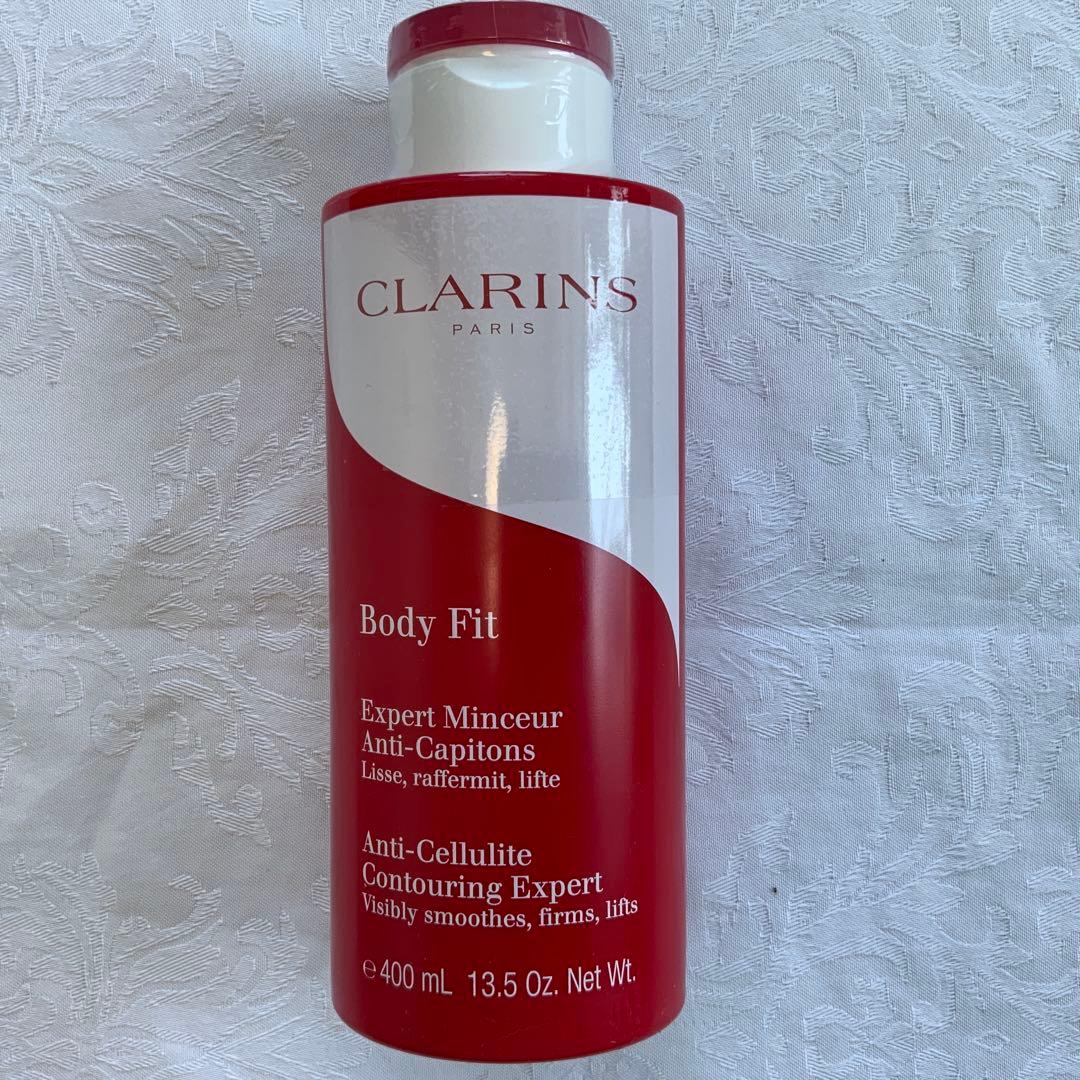 CLARINS
PARIS
Body Fit
Expert Minceur
Anti-Capitons
Lisse, raffermit, lifte
Anti-Cellulite
Contouring Expert
Visibly smoothes, firms, lifts
℮ 400 mL 13.5 Oz. Net Wt.